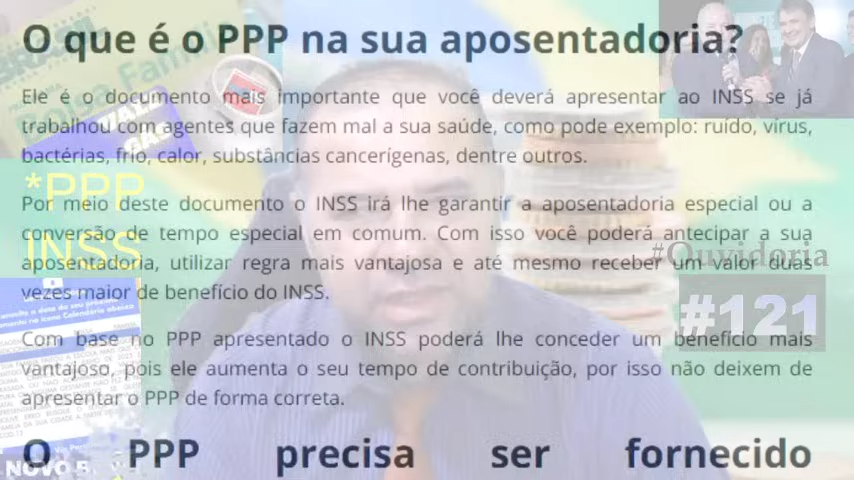 O que é o PPP na sua aposentadoria?
Ele é o documento mais importante que você deverá apresentar ao INSS se já
trabalhou com agentes que fazem mal a sua saúde, como pode exemplo: ruído, vírus,
bactérias, frio, calor, substâncias cancerígenas, dentre outros.
*PPP
INSS
Por meio deste documento o INSS irá lhe garantir a aposentadoria especial ou a
conversão de tempo especial em comum. Com isso você poderá antecipar a sua
aposentadoria, utilizar regra mais vantajosa e até mesmo receber um valor duas
vezes maior de benefício do INSS.
#Ouvidoria
#121
Com base no PPP apresentado o INSS poderá lhe conceder um benefício mais
vantajoso, pois ele aumenta o seu tempo de contribuição, por isso não deixem de
apresentar o PPP de forma correta.
O PPP precisa ser fornecido
NOVO B